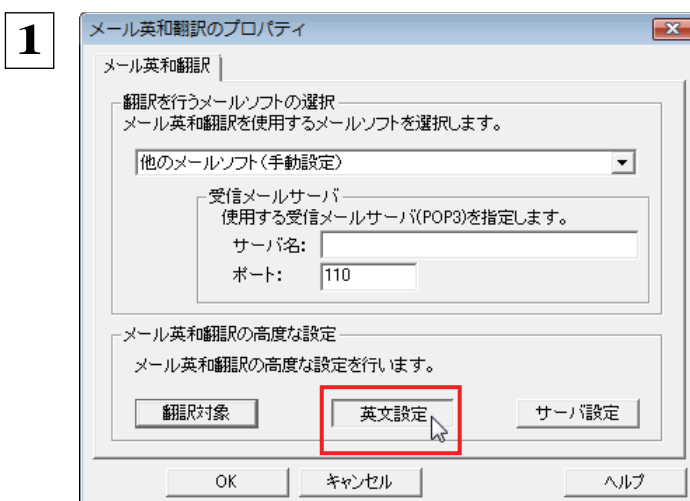 1
メール英和翻訳のプロパティ
メール英和翻訳
翻訳を行うメールソフトの選択
メール英和翻訳を使用するメールソフトを選択します。
他のメールソフト(手動設定)
受信メールサーバ
使用する受信メールサーバ(POP3)を指定します。
サーバ名:
ポート: 110
メール英和翻訳の高度な設定
メール英和翻訳の高度な設定を行います。
翻訳対象 英文設定 サーバ設定
OK キャンセル ヘルプ